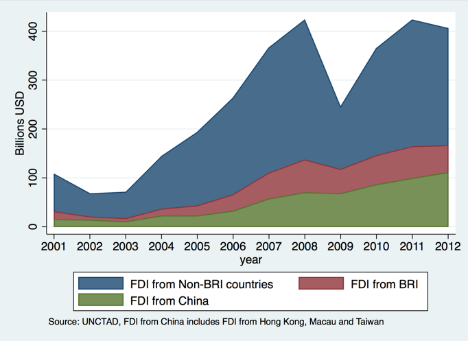 Billions USD
400
300
200
100
0
2001 2002 2003 2004 2005 2006 2007 2008 2009 2010 2011 2012
year
FDI from Non-BRI countries
FDI from BRI
FDI from China
Source: UNCTAD, FDI from China includes FDI from Hong Kong, Macau and Taiwan